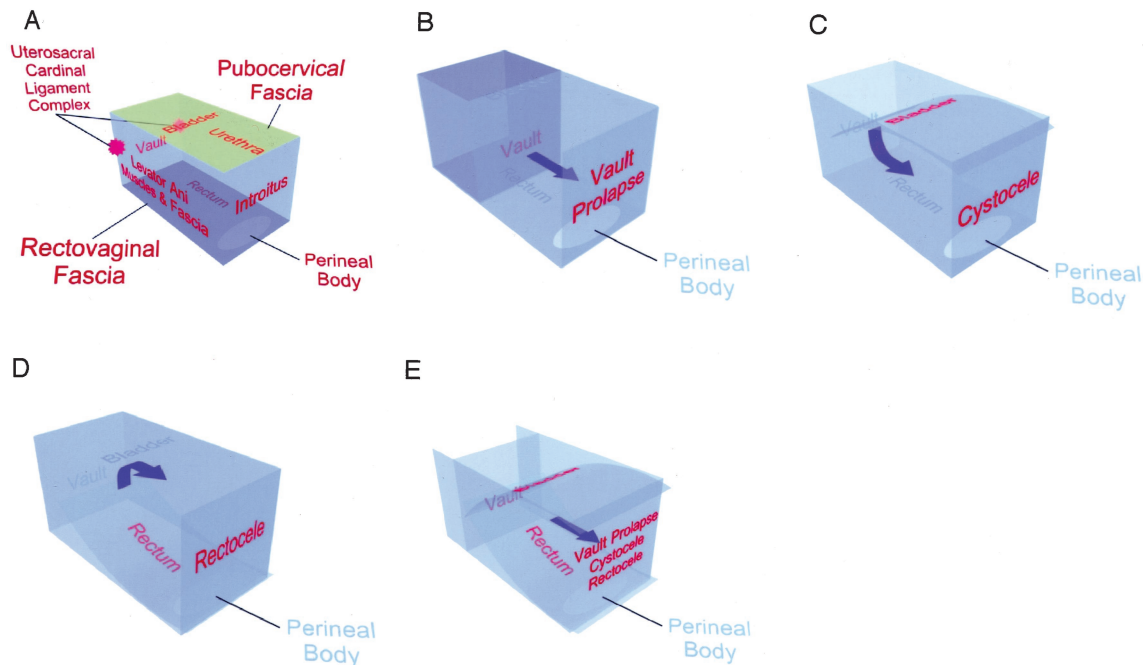 A
Uterosacral
Cardinal
Ligament
Complex
Pubocervical
Fascia
Bladder
Urethra
Vault
Levator Ani
Muscles & Fascia
Rectum
Introitus
Rectovaginal
Fascia
Perineal
Body
B
Vault
Rectum
Vault
Prolapse
Perineal
Body
C
Vault
Bladder
Rectum
Cystocele
Perineal
Body
D
Bladder
Vault
Rectum
Rectocele
Perineal
Body
E
Bladder
Vault
Rectum
Vault Prolapse
Cystocele
Rectocele
Perineal
Body